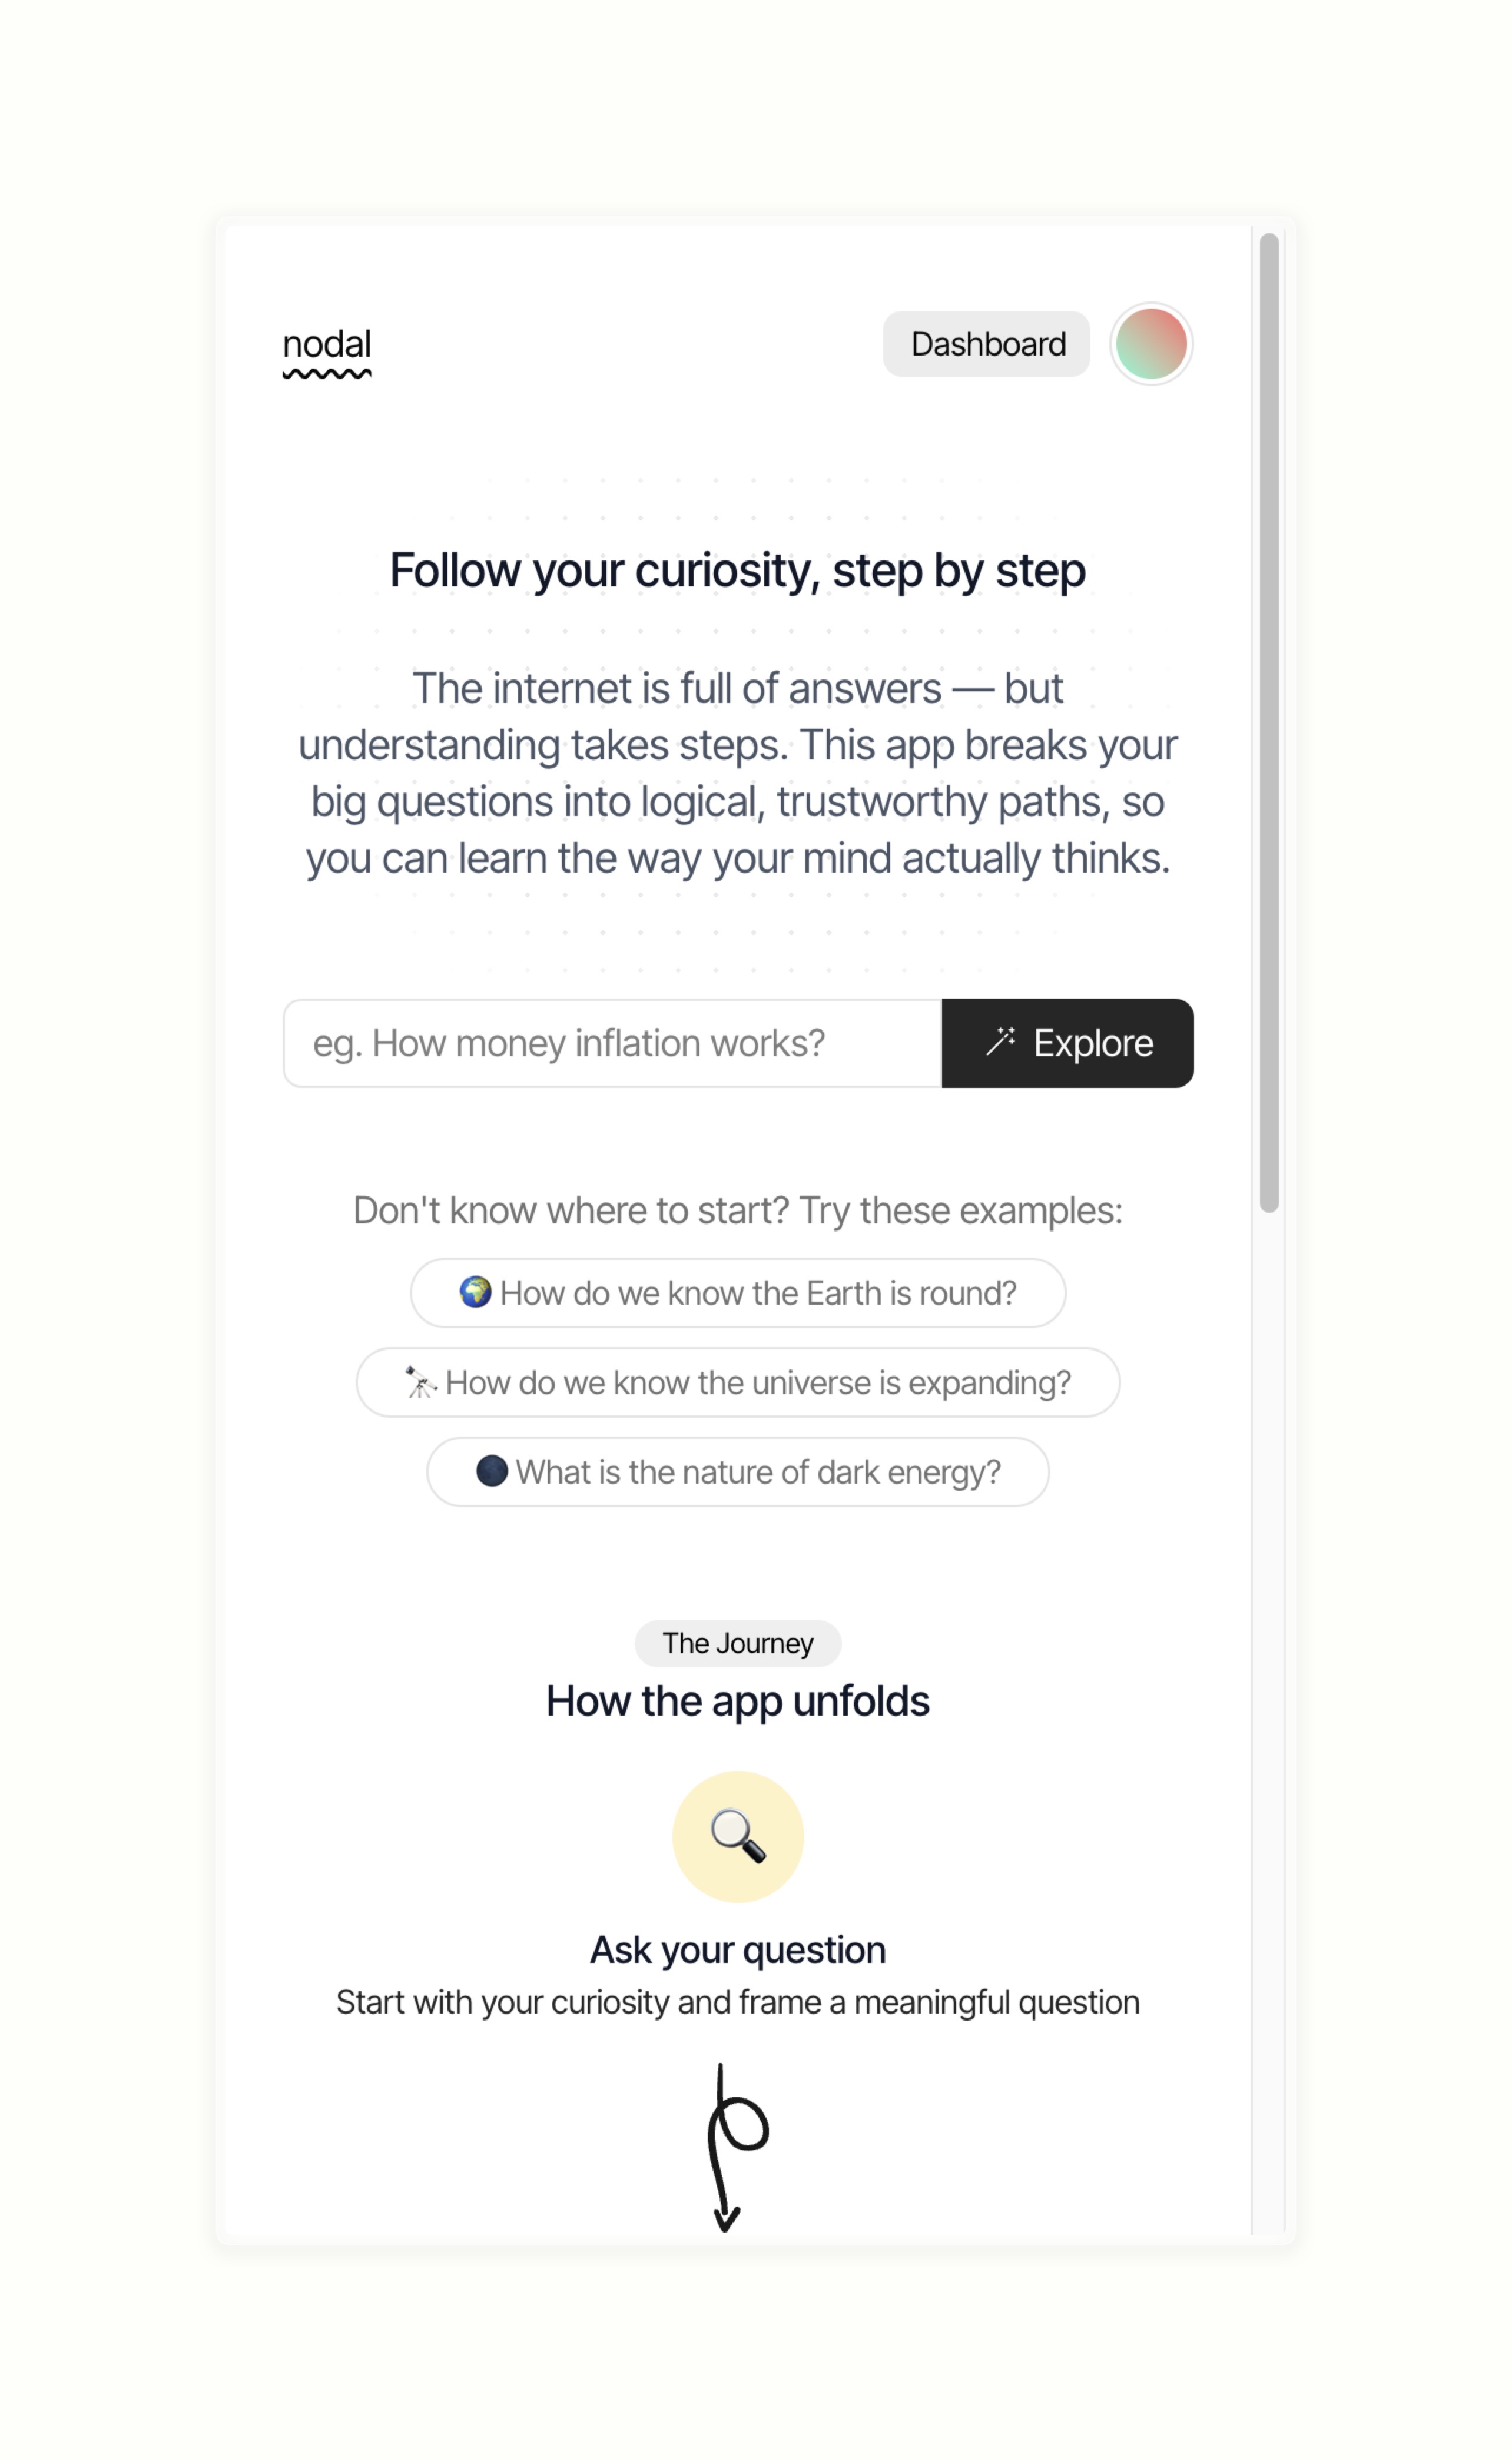 nodal
Dashboard
Follow your curiosity, step by step
The internet is full of answers — but
understanding takes steps. This app breaks your
big questions into logical, trustworthy paths, so
you can learn the way your mind actually thinks.
eg. How money inflation works?
Explore
Don't know where to start? Try these examples:
🌍 How do we know the Earth is round?
🔭 How do we know the universe is expanding?
🌑 What is the nature of dark energy?
The Journey
How the app unfolds
Ask your question
Start with your curiosity and frame a meaningful question